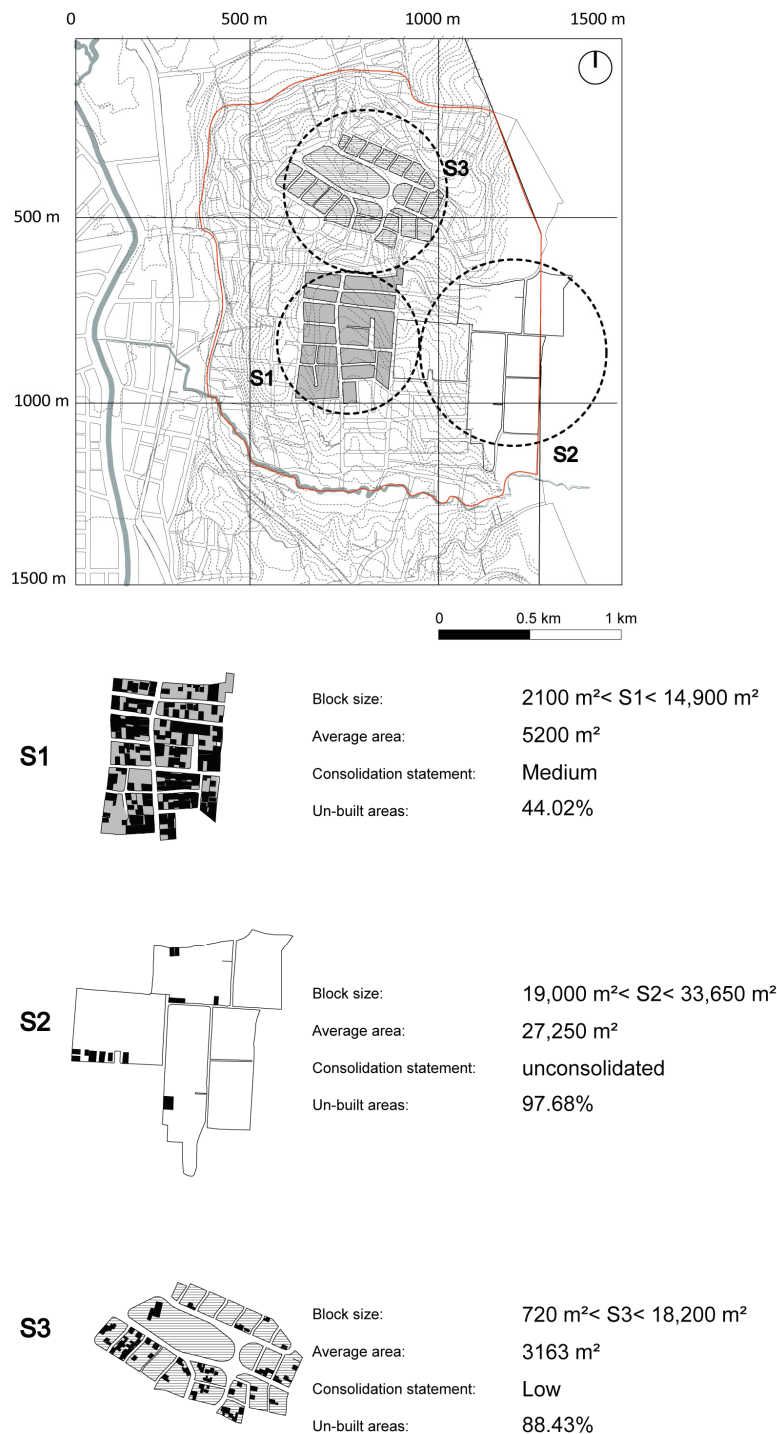 0 500 m 1000 m 1500 m
S3
500 m
S1
1000 m
S2
1500 m
0 0.5 km 1 km
S1
Block size: 2100 m²< S1< 14,900 m²
Average area: 5200 m²
Consolidation statement: Medium
Un-built areas: 44.02%
S2
Block size: 19,000 m²< S2< 33,650 m²
Average area: 27,250 m²
Consolidation statement: unconsolidated
Un-built areas: 97.68%
S3
Block size: 720 m²< S3< 18,200 m²
Average area: 3163 m²
Consolidation statement: Low
Un-built areas: 88.43%